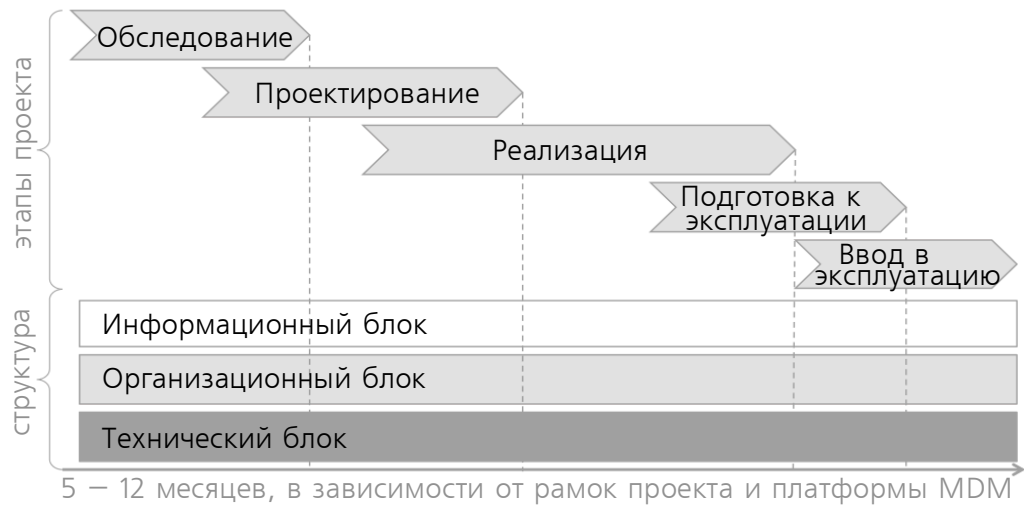 этапы проекта
Обследование
Проектирование
Реализация
Подготовка к
эксплуатации
Ввод в
эксплуатацию
структура
Информационный блок
Организационный блок
Технический блок
5 – 12 месяцев, в зависимости от рамок проекта и платформы MDM